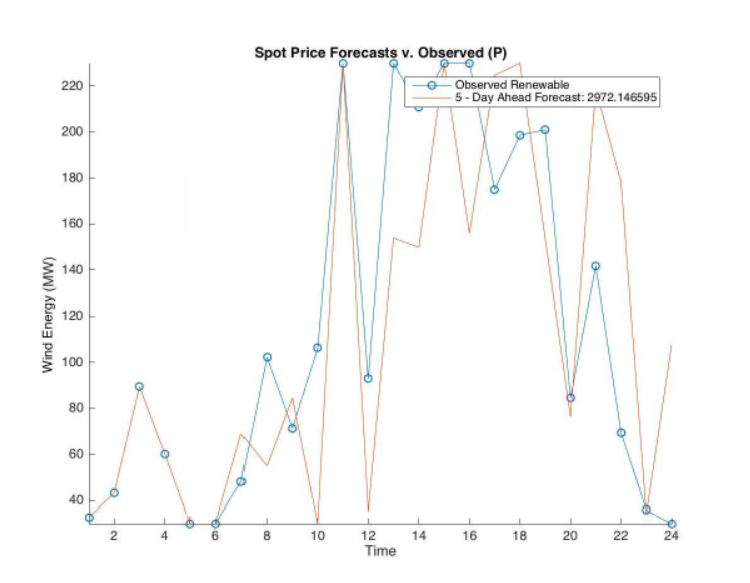 Spot Price Forecasts v. Observed (P)
Observed Renewable
5 - Day Ahead Forecast: 2972.146595
220
200
180
160
140
120
100
80
60
40
Wind Energy (MW)
2 4 6 8 10 12 14 16 18 20 22 24
Time